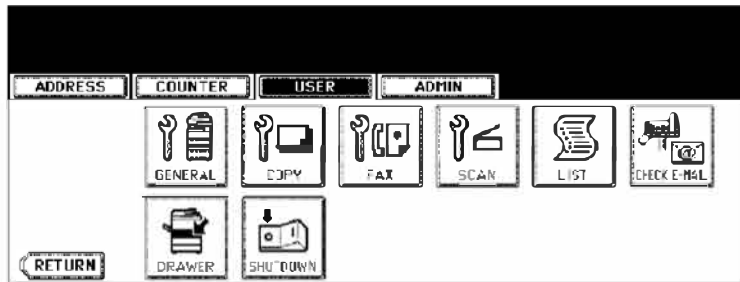 ADDRESS COUNTER USER ADMIN
GENERAL COPY FAX SCAN LIST CHECK E-MAIL
DRAWER SHUTDOWN
RETURN